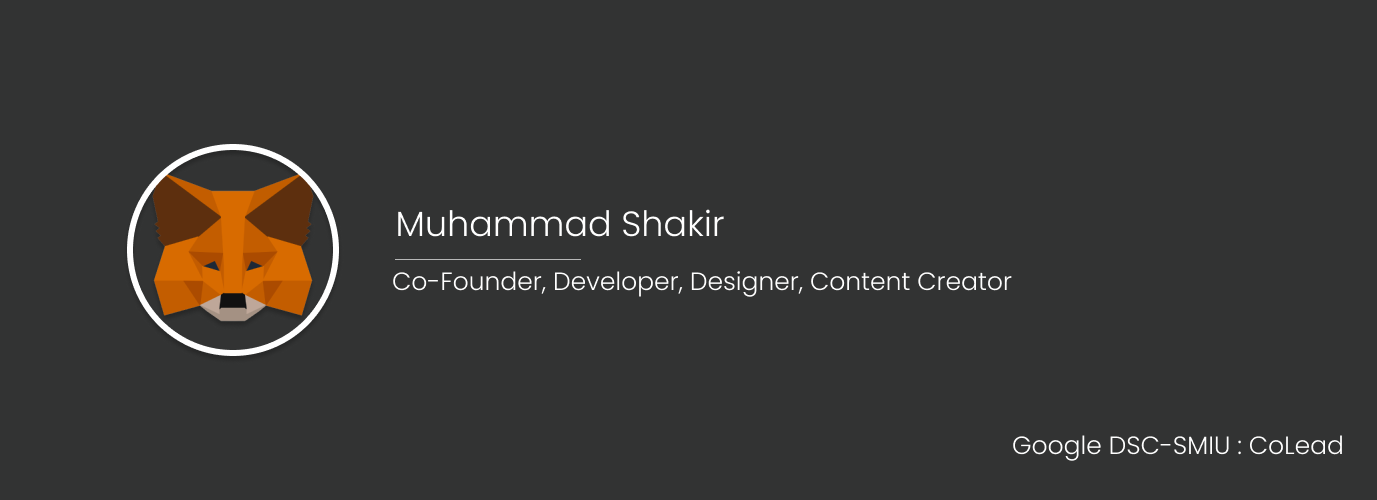 Muhammad Shakir
Co-Founder, Developer, Designer, Content Creator
Google DSC-SMIU : CoLead